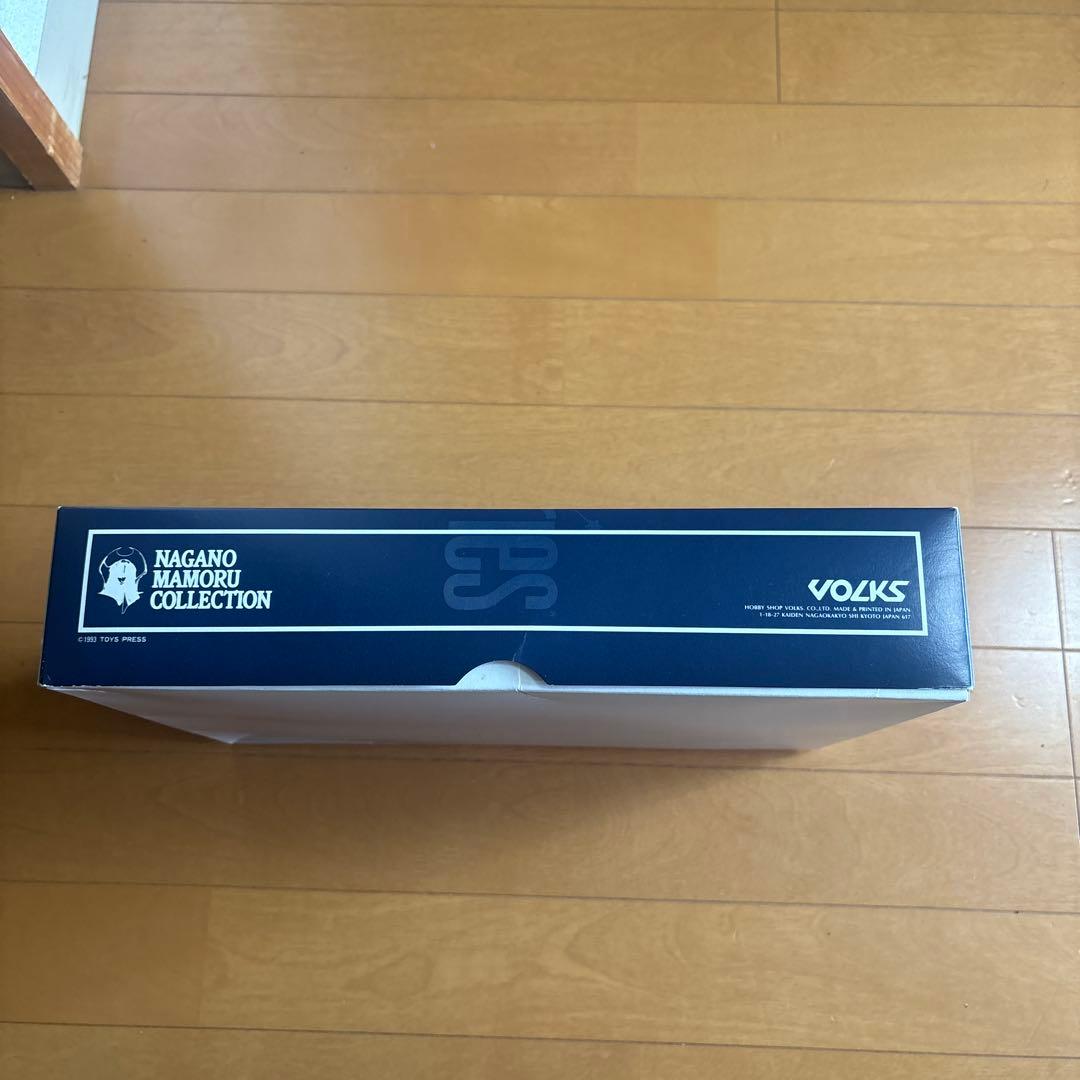 NAGANO
MAMORU
COLLECTION
©1993 TOYS PRESS
VOLKS
HOBBY SHOP VOLKS. CO.,LTD. MADE & PRINTED IN JAPAN
1-18-27 KAIDEN NAGAOKAKYO SHI KYOTO JAPAN 617